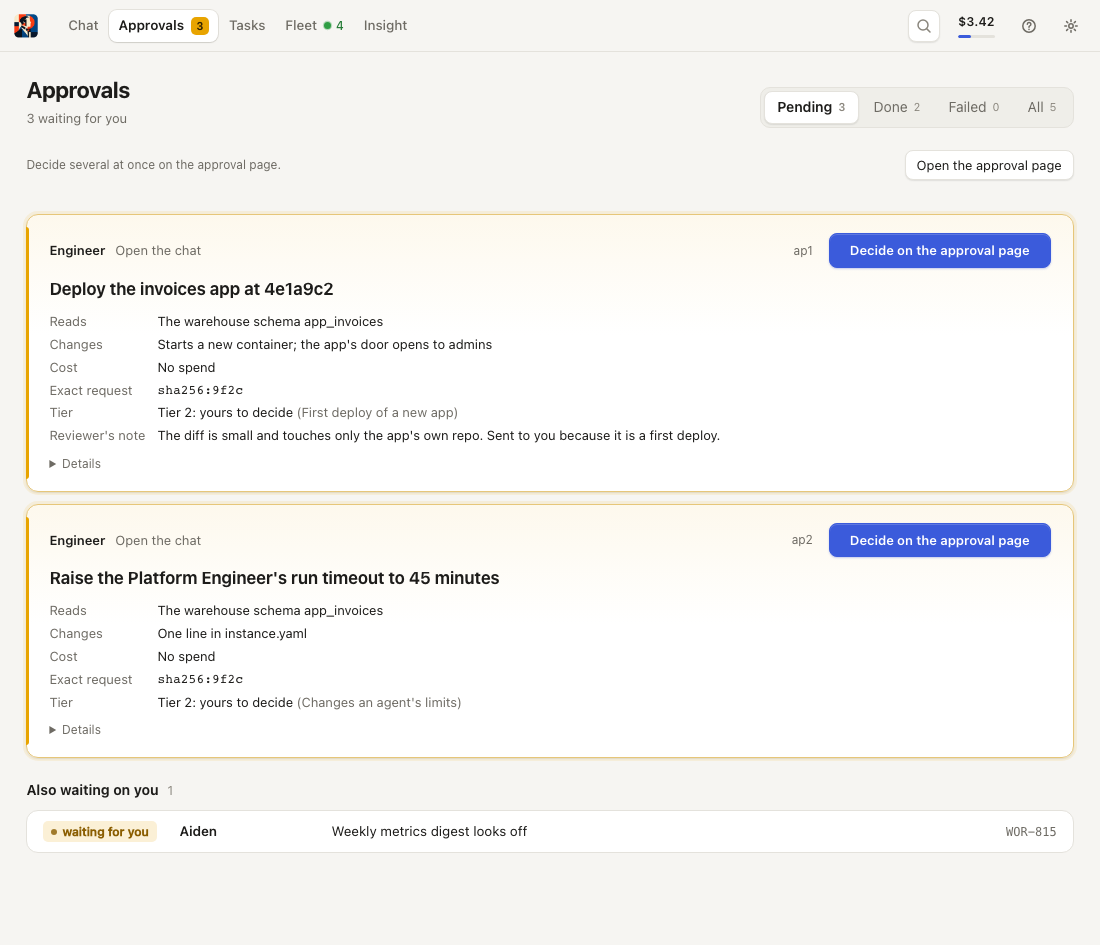 Chat
Approvals 3
Tasks
Fleet 4
Insight
$3.42
Approvals
3 waiting for you
Pending 3
Done 2
Failed 0
All 5
Decide several at once on the approval page.
Open the approval page
Engineer Open the chat
ap1
Decide on the approval page
Deploy the invoices app at 4e1a9c2
Reads The warehouse schema app_invoices
Changes Starts a new container; the app's door opens to admins
Cost No spend
Exact request sha256:9f2c
Tier Tier 2: yours to decide (First deploy of a new app)
Reviewer's note The diff is small and touches only the app's own repo. Sent to you because it is a first deploy.
Details
Engineer Open the chat
ap2
Decide on the approval page
Raise the Platform Engineer's run timeout to 45 minutes
Reads The warehouse schema app_invoices
Changes One line in instance.yaml
Cost No spend
Exact request sha256:9f2c
Tier Tier 2: yours to decide (Changes an agent's limits)
Details
Also waiting on you 1
waiting for you Aiden Weekly metrics digest looks off WOR-815